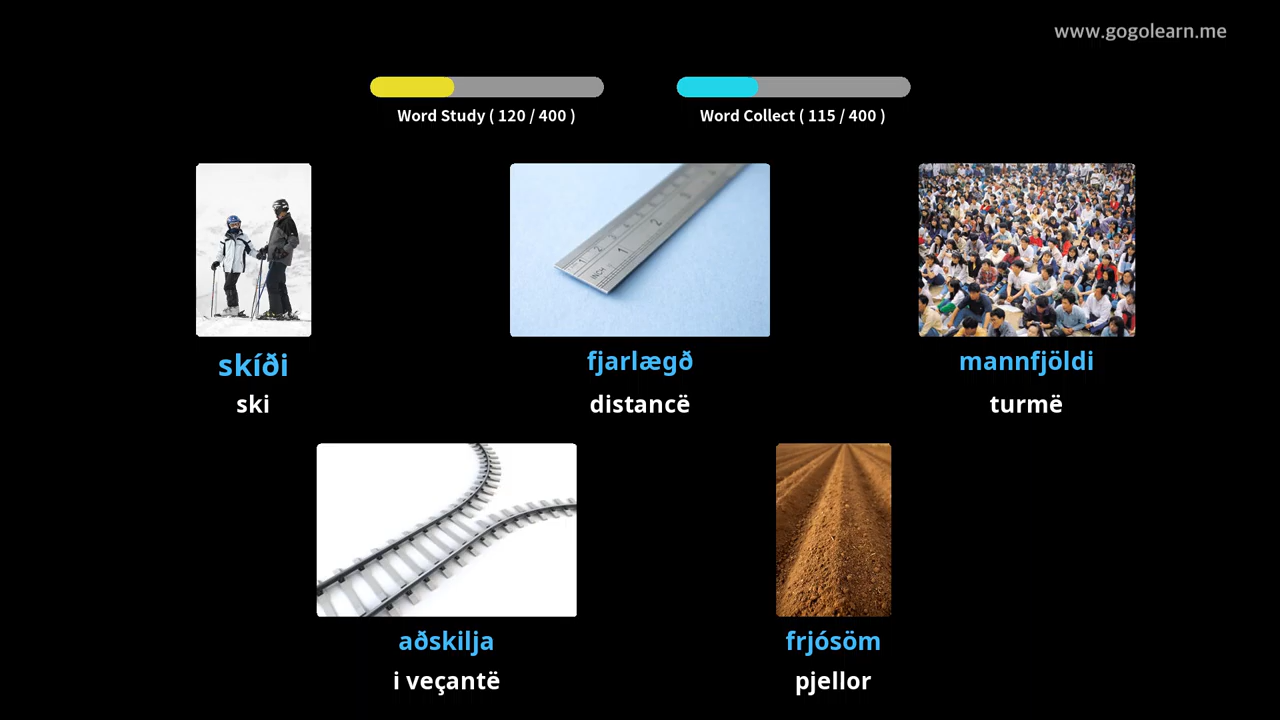 www.gogolearn.me
Word Study ( 120 / 400 )
Word Collect ( 115 / 400 )
skíði
fjarlægð
mannfjöldi
ski
distancë
turmë
aðskilja
frjósöm
i veçantë
pjellor